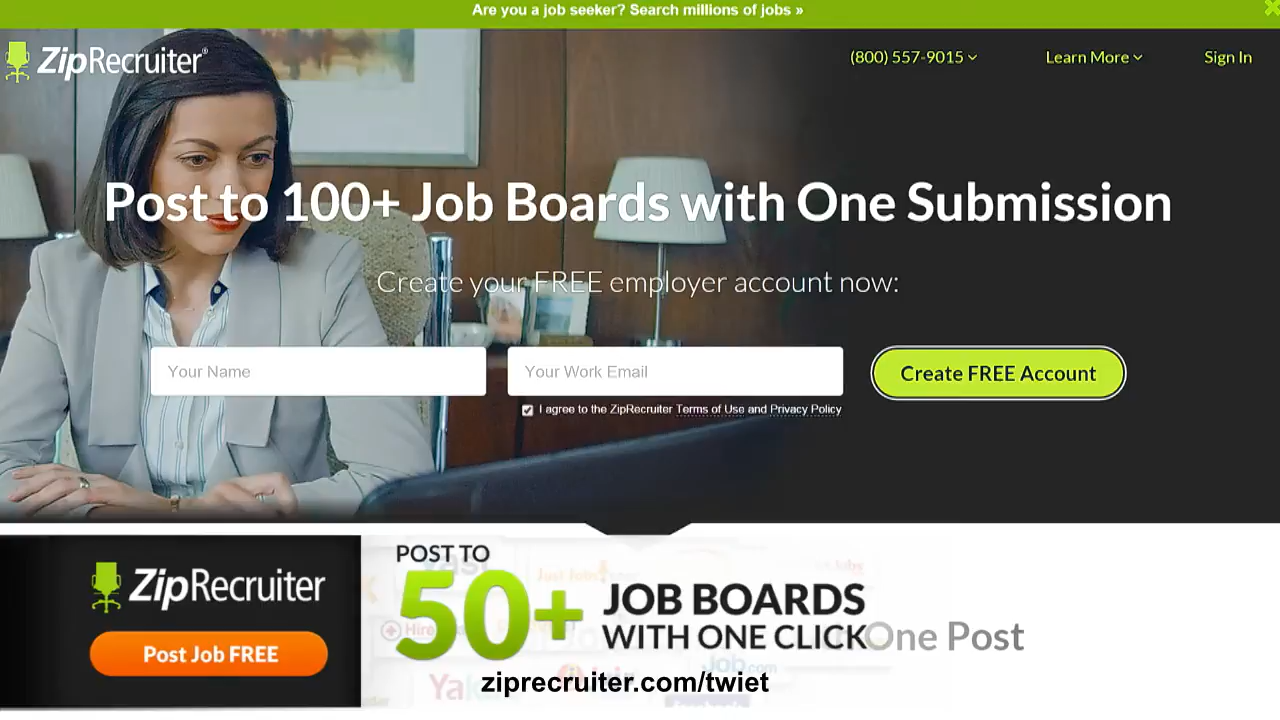 Are you a job seeker? Search millions of jobs »
ZipRecruiter®
(800) 557-9015
Learn More
Sign In
Post to 100+ Job Boards with One Submission
Create your FREE employer account now:
Your Name
Your Work Email
Create FREE Account
I agree to the ZipRecruiter Terms of Use and Privacy Policy
ZipRecruiter
Post Job FREE
POST TO
50+
JOB BOARDS
WITH ONE CLICK
One Post
ziprecruiter.com/twiet